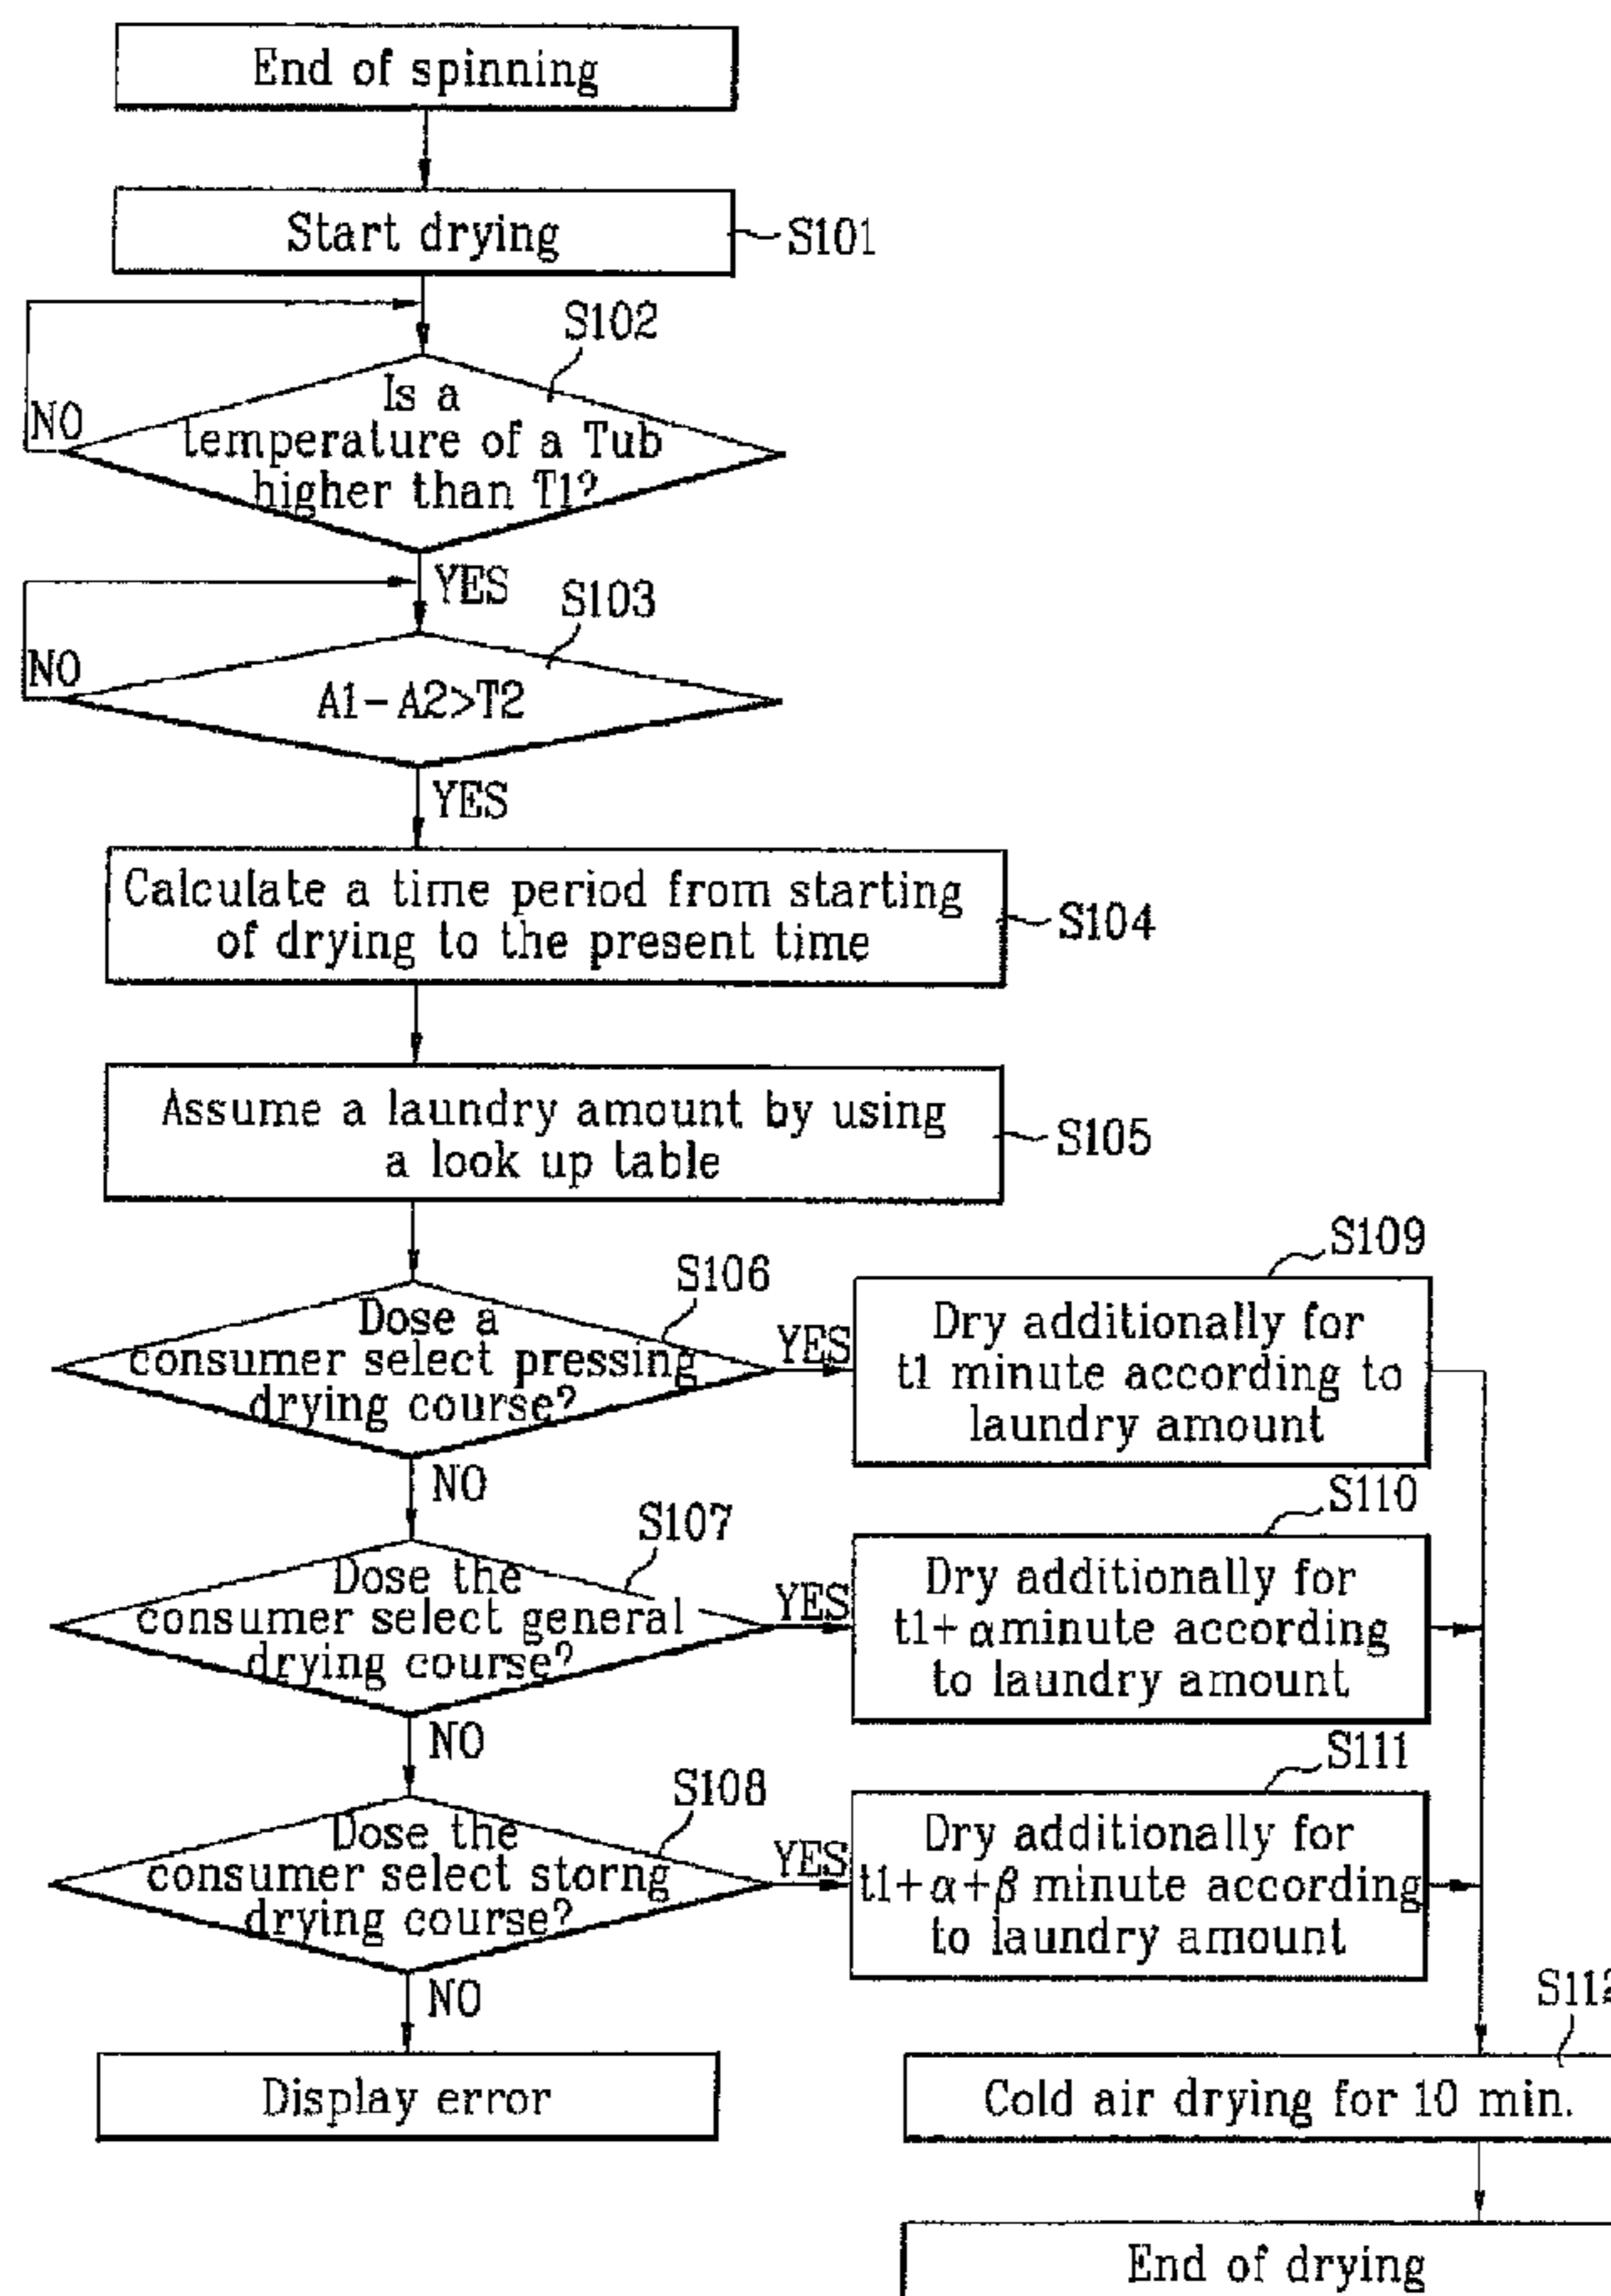 End of spinning
Start drying
S101
S102
Is a
temperature of a Tub
higher than T1?
NO
YES
S103
A1-A2>T2
NO
YES
Calculate a time period from starting
of drying to the present time
S104
Assume a laundry amount by using
a look up table
S105
S106
Dose a
consumer select pressing
drying course?
YES
NO
S109
Dry additionally for
t1 minute according to
laundry amount
S107
Dose the
consumer select general
drying course?
YES
NO
S110
Dry additionally for
t1+αminute according
to laundry amount
S108
Dose the
consumer select storng
drying course?
YES
NO
S111
Dry additionally for
t1+α+β minute according
to laundry amount
Display error
S112
Cold air drying for 10 min.
End of drying